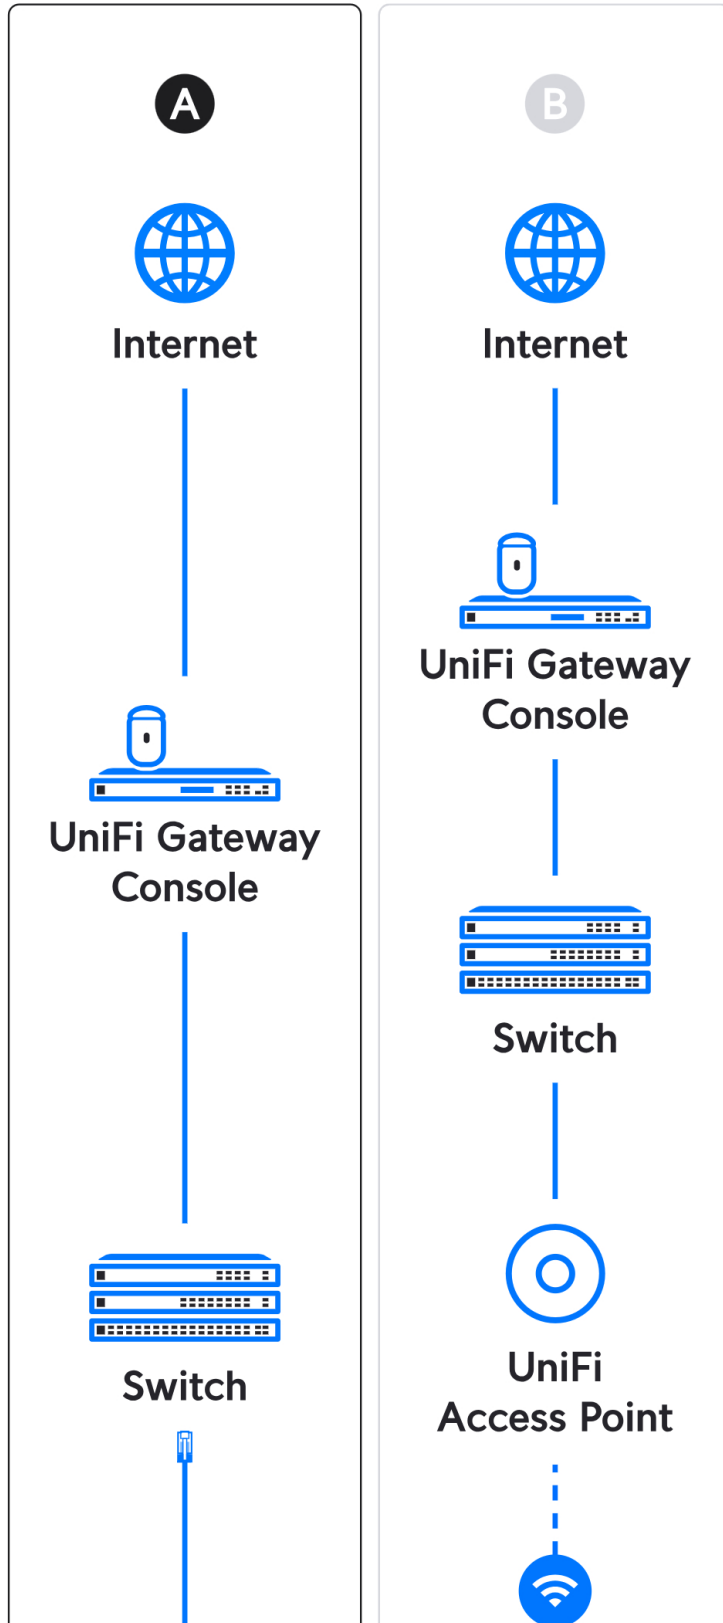 A
Internet
UniFi Gateway
Console
Switch
B
Internet
UniFi Gateway
Console
Switch
UniFi
Access Point